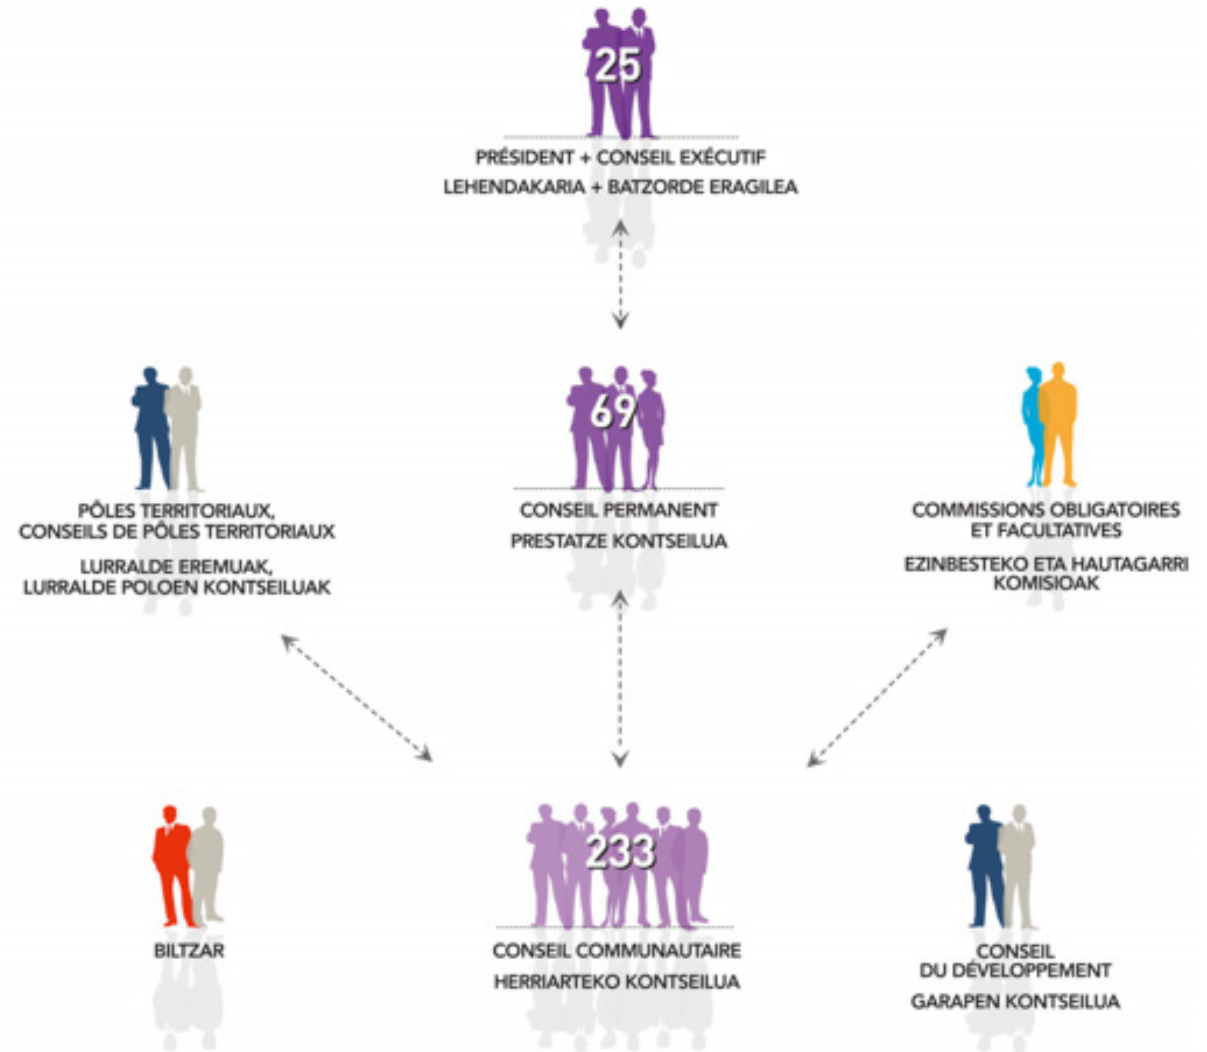 25
PRÉSIDENT + CONSEIL EXÉCUTIF
LEHENDAKARIA + BATZORDE ERAGILEA
PÔLES TERRITORIAUX,
CONSEILS DE PÔLES TERRITORIAUX
LURRALDE EREMUAK,
LURRALDE POLOEN KONTSEILUAK
69
CONSEIL PERMANENT
PRESTATZE KONTSEILUA
COMMISSIONS OBLIGATOIRES
ET FACULTATIVES
EZINBESTEKO ETA HAUTAGARRI
KOMISIOAK
BILTZAR
233
CONSEIL COMMUNAUTAIRE
HERRIARTEKO KONTSEILUA
CONSEIL
DU DÉVELOPPEMENT
GARAPEN KONTSEILUA